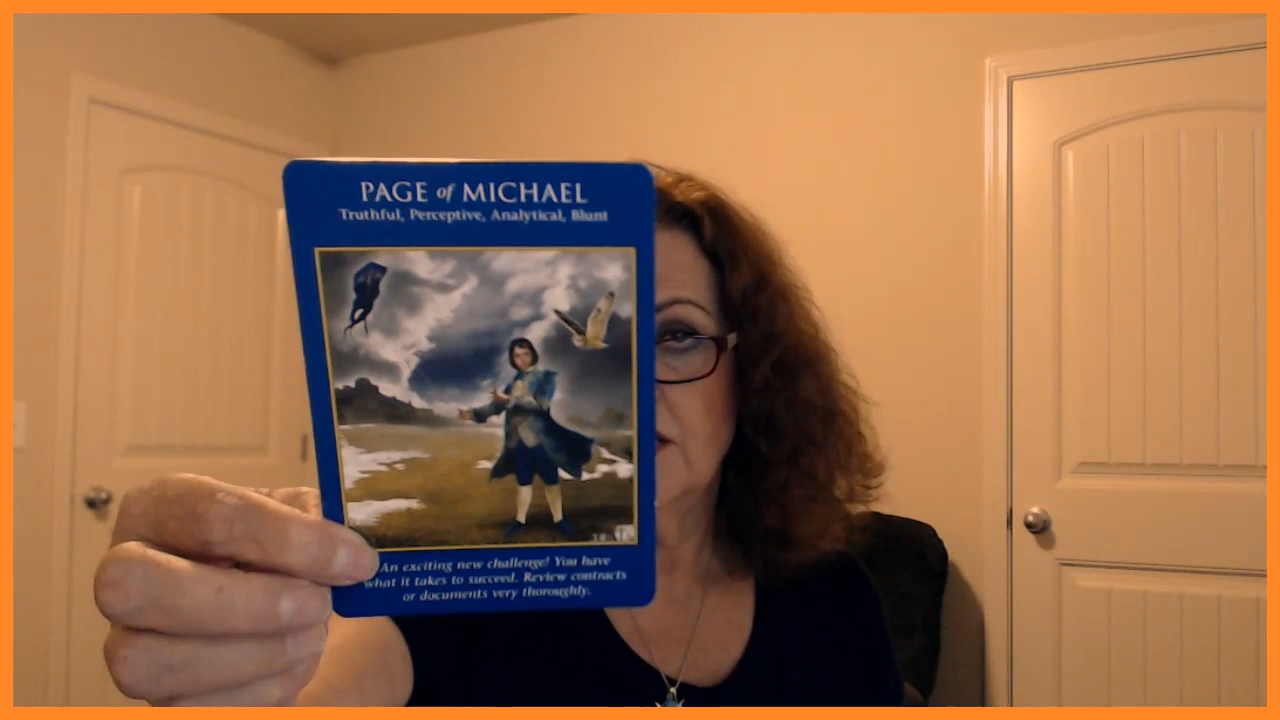 PAGE of MICHAEL
Truthful, Perceptive, Analytical, Blunt
An exciting new challenge! You have
what it takes to succeed. Review contracts
or documents very thoroughly.